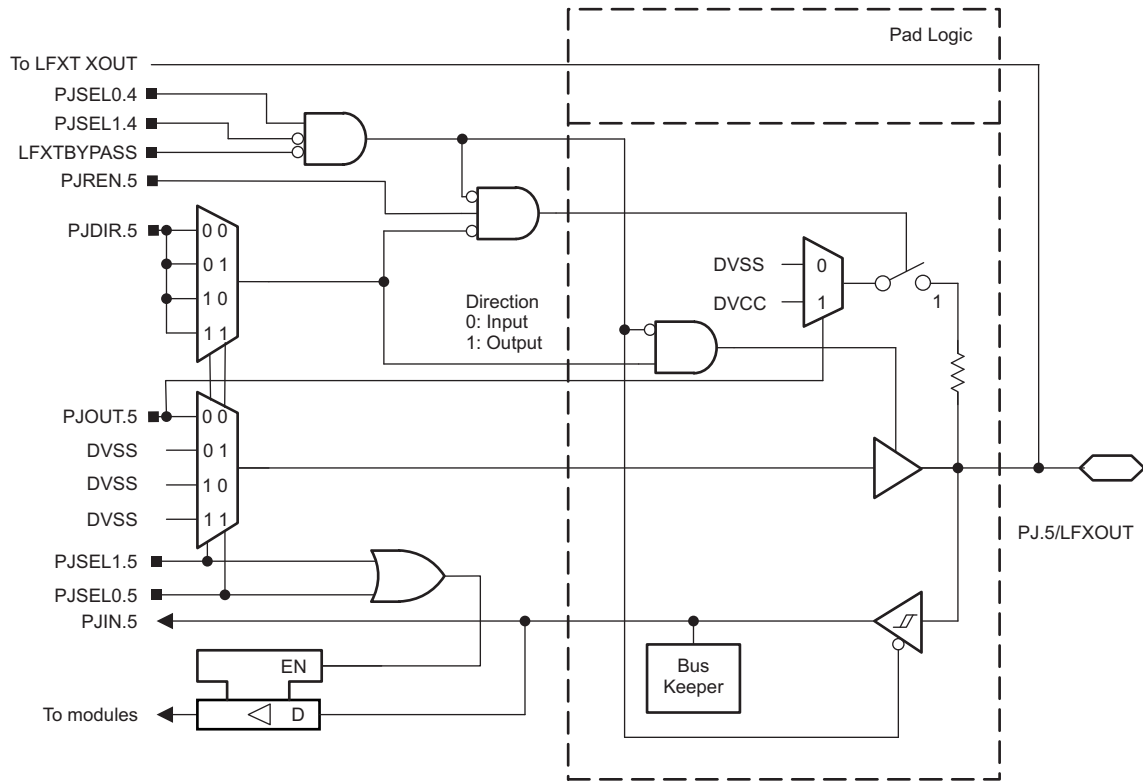 Pad Logic
To LFXT XOUT
PJSEL0.4
PJSEL1.4
LFXTBYPASS
PJREN.5
PJDIR.5
0 0
0 1
1 0
1 1
Direction
0: Input
1: Output
DVSS
0
DVCC
1
1
PJOUT.5
0 0
DVSS
0 1
DVSS
1 0
DVSS
1 1
PJ.5/LFXOUT
PJSEL1.5
PJSEL0.5
PJIN.5
EN
Bus
Keeper
To modules
D